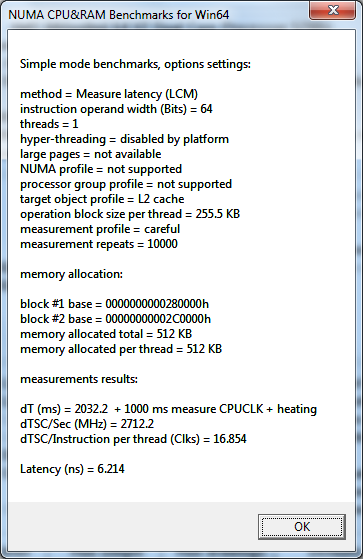 NUMA CPU&RAM Benchmarks for Win64
Simple mode benchmarks, options settings:
method = Measure latency (LCM)
instruction operand width (Bits) = 64
threads = 1
hyper-threading = disabled by platform
large pages = not available
NUMA profile = not supported
processor group profile = not supported
target object profile = L2 cache
operation block size per thread = 255.5 KB
measurement profile = careful
measurement repeats = 10000
memory allocation:
block #1 base = 0000000000280000h
block #2 base = 00000000002C0000h
memory allocated total = 512 KB
memory allocated per thread = 512 KB
measurements results:
dT (ms) = 2032.2  + 1000 ms measure CPUCLK + heating
dTSC/Sec (MHz) = 2712.2
dTSC/Instruction per thread (Clks) = 16.854
Latency (ns) = 6.214
OK